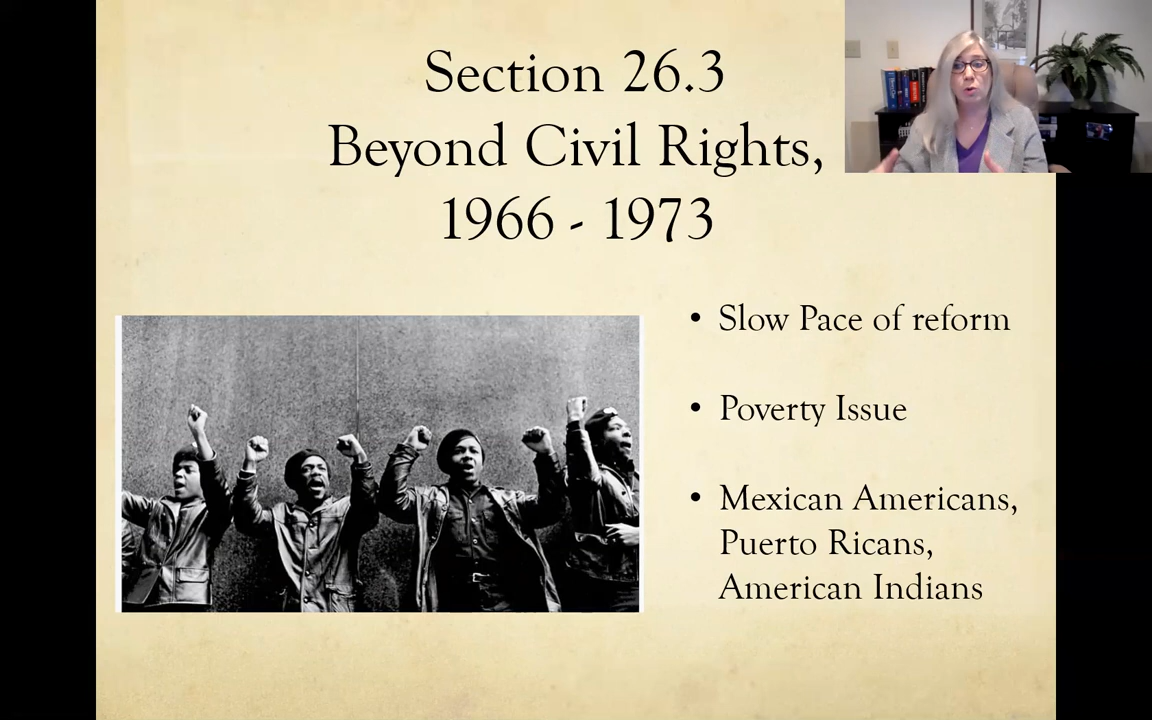 Section 26.3
Beyond Civil Rights,
1966 - 1973
• Slow Pace of reform
• Poverty Issue
• Mexican Americans,
Puerto Ricans,
American Indians